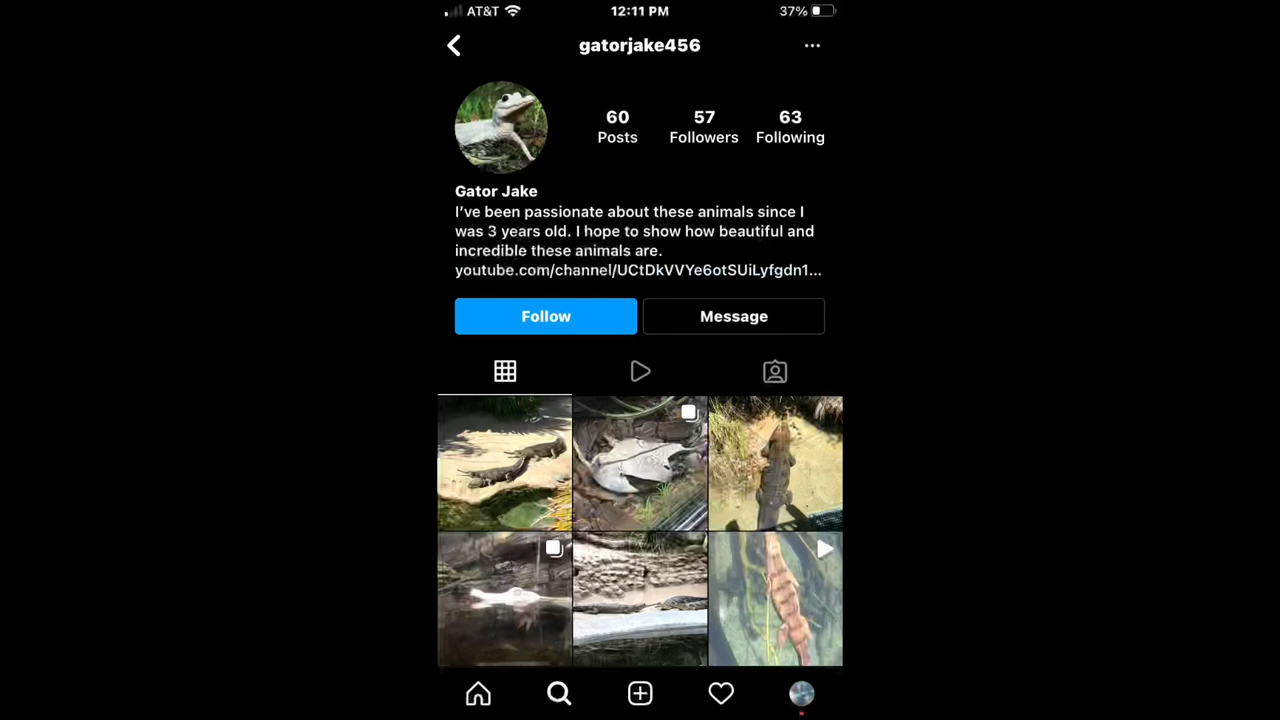 AT&T 12:11 PM 37%
gatorjake456
60 57 63
Posts Followers Following
Gator Jake
I've been passionate about these animals since I
was 3 years old. I hope to show how beautiful and
incredible these animals are.
youtube.com/channel/UCtDkVVYe6otSUiLyfgdn1...
Follow Message